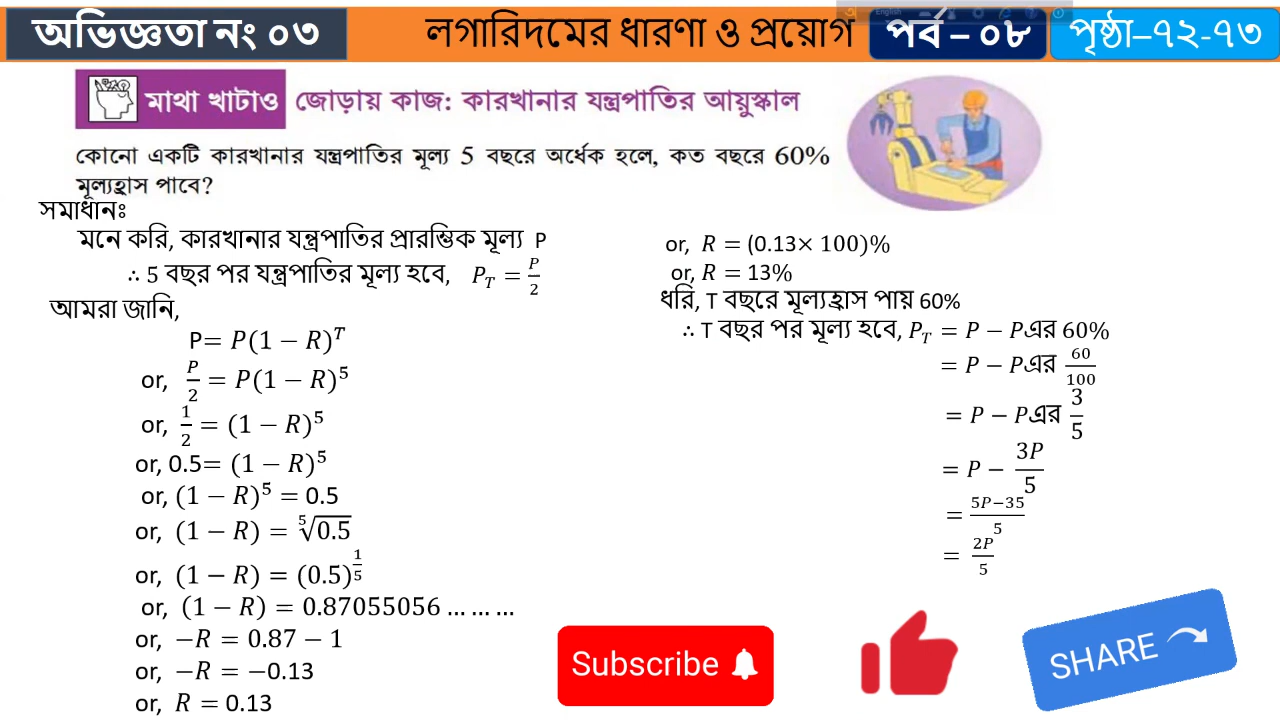 অভিজ্ঞতা নং ০৩
লগারিদমের ধারণা ও প্রয়োগ
পর্ব – ০৮
পৃষ্ঠা–৭২-৭৩
মাথা খাটাও
জোড়ায় কাজ: কারখানার যন্ত্রপাতির আয়ুস্কাল
কোনো একটি কারখানার যন্ত্রপাতির মূল্য 5 বছরে অর্ধেক হলে, কত বছরে 60%
মূল্যহ্রাস পাবে?
সমাধানঃ
মনে করি, কারখানার যন্ত্রপাতির প্রারম্ভিক মূল্য P
∴ 5 বছর পর যন্ত্রপাতির মূল্য হবে, P_T = P/2
আমরা জানি,
P= P(1 − R)^T
or, P/2 = P(1 − R)^5
or, 1/2 = (1 − R)^5
or, 0.5= (1 − R)^5
or, (1 − R)^5 = 0.5
or, (1 − R) = ⁵√0.5
or, (1 − R) = (0.5)^(1/5)
or, (1 − R) = 0.87055056 … … …
or, −R = 0.87 − 1
or, −R = −0.13
or, R = 0.13
or, R = (0.13× 100)%
or, R = 13%
ধরি, T বছরে মূল্যহ্রাস পায় 60%
∴ T বছর পর মূল্য হবে, P_T = P − Pএর 60%
= P − Pএর 60/100
= P − Pএর 3/5
= P − 3P/5
= 5P−35/5
= 2P/5
Subscribe
SHARE